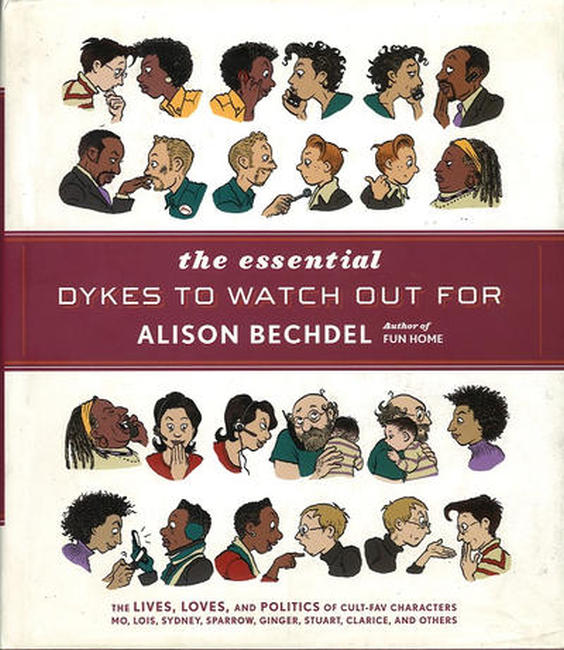 the essential
DYKES TO WATCH OUT FOR
ALISON BECHDEL Author of
FUN HOME
THE LIVES, LOVES, AND POLITICS OF CULT-FAV CHARACTERS
MO, LOIS, SYDNEY, SPARROW, GINGER, STUART, CLARICE, AND OTHERS